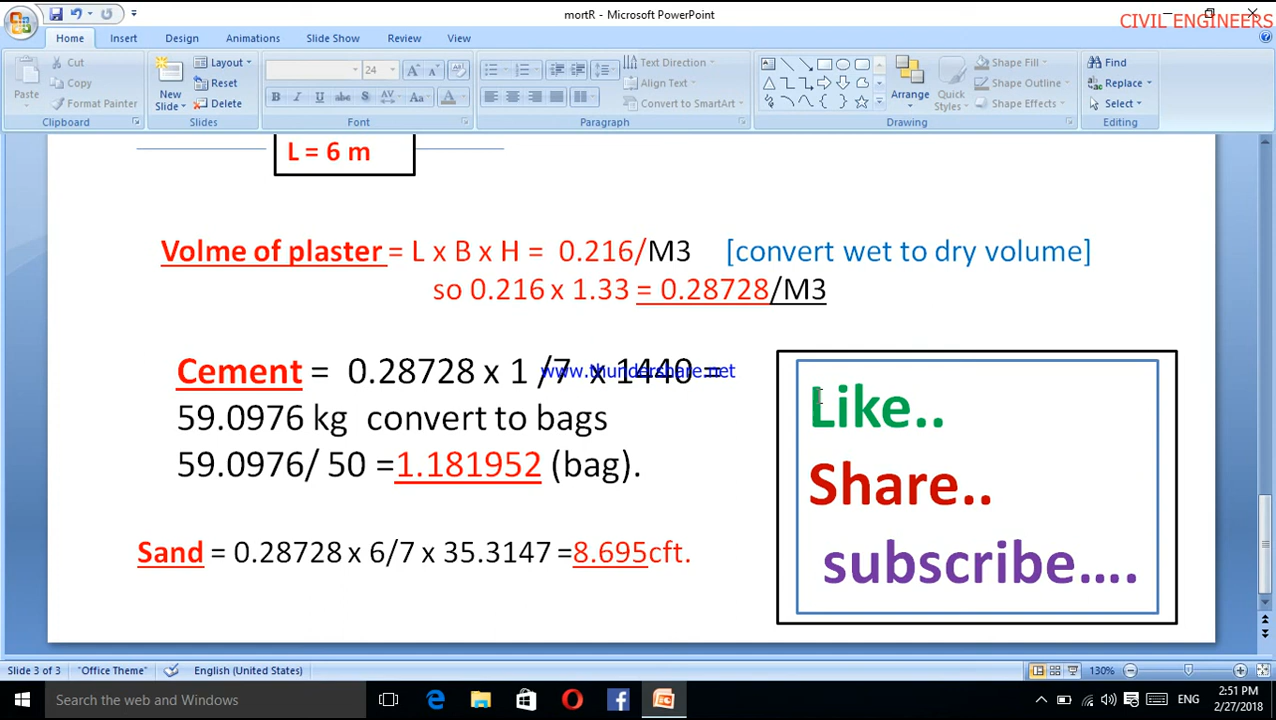 mortR - Microsoft PowerPoint
CIVIL ENGINEERS
Home Insert Design Animations Slide Show Review View
Paste
Cut
Copy
Format Painter
Clipboard
New Slide
Layout
Reset
Delete
Slides
24
B I U abc S AV Aa A
Font
Text Direction
Align Text
Convert to SmartArt
Paragraph
Arrange
Quick Styles
Shape Fill
Shape Outline
Shape Effects
Drawing
Find
Replace
Select
Editing
L = 6 m
Volme of plaster = L x B x H = 0.216/M3 [convert wet to dry volume]
so 0.216 x 1.33 = 0.28728/M3
Cement = 0.28728 x 1 /7 x 1440 =
www.thundershare.net
59.0976 kg convert to bags
59.0976/ 50 =1.181952 (bag).
Sand = 0.28728 x 6/7 x 35.3147 =8.695cft.
Like..
Share..
subscribe....
Slide 3 of 3 "Office Theme" English (United States) 130%
Search the web and Windows
ENG
2:51 PM
2/27/2018